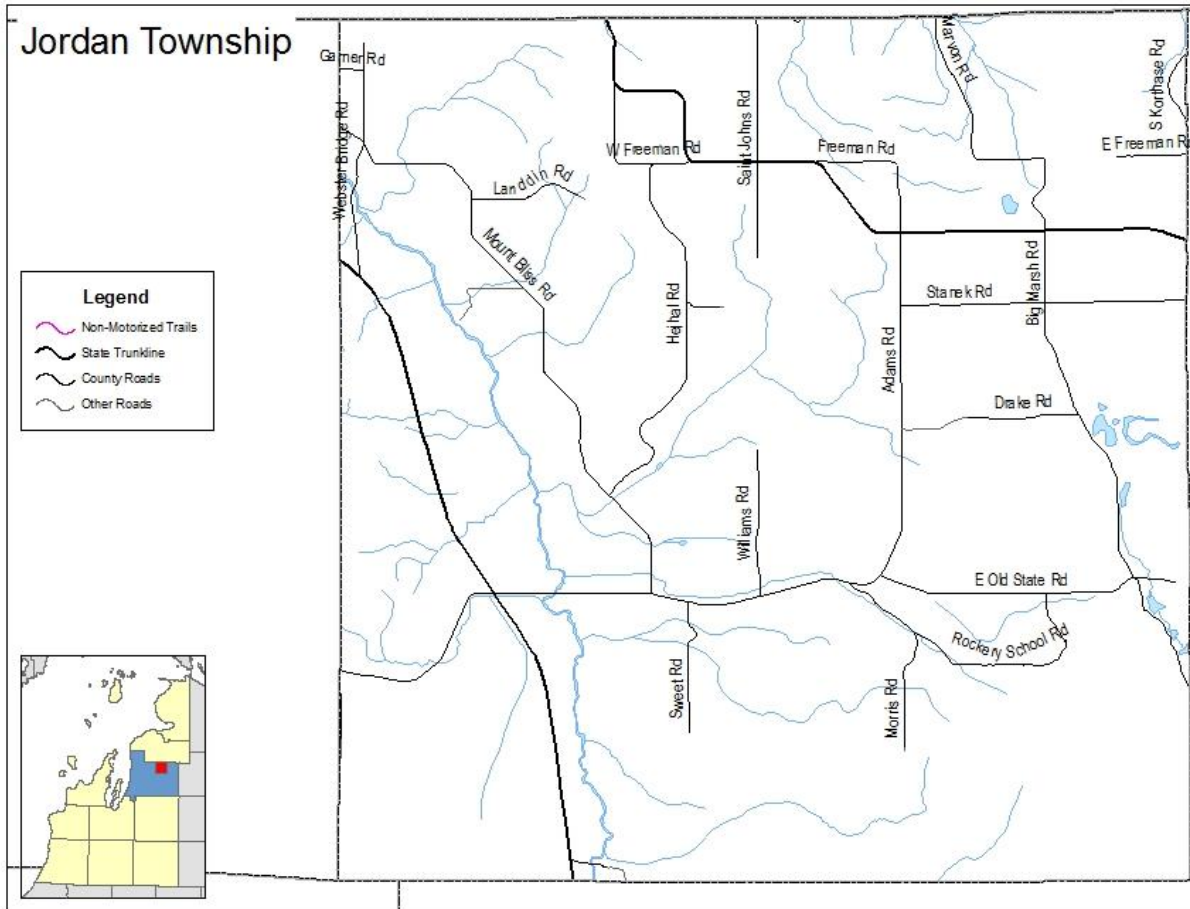 Jordan Township
Garner Rd
Webster Bridge Rd
W Freeman Rd
Saint Johns Rd
Freeman Rd
Marvon Rd
S Korthase Rd
E Freeman Rd
Landdin Rd
Mount Bliss Rd
Hejhal Rd
Adams Rd
Stanek Rd
Big Marsh Rd
Drake Rd
Williams Rd
E Old State Rd
Rockery School Rd
Sweet Rd
Morris Rd
Legend
Non-Motorized Trails
State Trunkline
County Roads
Other Roads